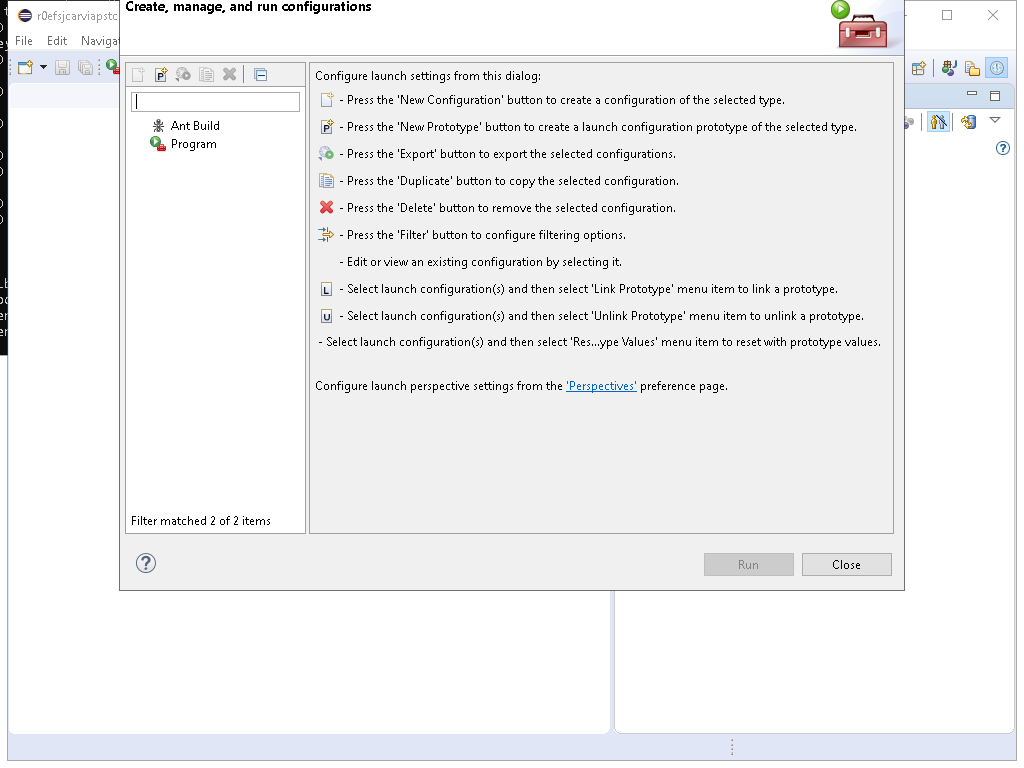 Create, manage, and run configurations
r0efsjcarviapstc
File Edit Naviga
Configure launch settings from this dialog:
- Press the 'New Configuration' button to create a configuration of the selected type.
- Press the 'New Prototype' button to create a launch configuration prototype of the selected type.
- Press the 'Export' button to export the selected configurations.
- Press the 'Duplicate' button to copy the selected configuration.
- Press the 'Delete' button to remove the selected configuration.
- Press the 'Filter' button to configure filtering options.
- Edit or view an existing configuration by selecting it.
L - Select launch configuration(s) and then select 'Link Prototype' menu item to link a prototype.
U - Select launch configuration(s) and then select 'Unlink Prototype' menu item to unlink a prototype.
- Select launch configuration(s) and then select 'Res...ype Values' menu item to reset with prototype values.
Configure launch perspective settings from the 'Perspectives' preference page.
Ant Build
Program
Filter matched 2 of 2 items
Run Close